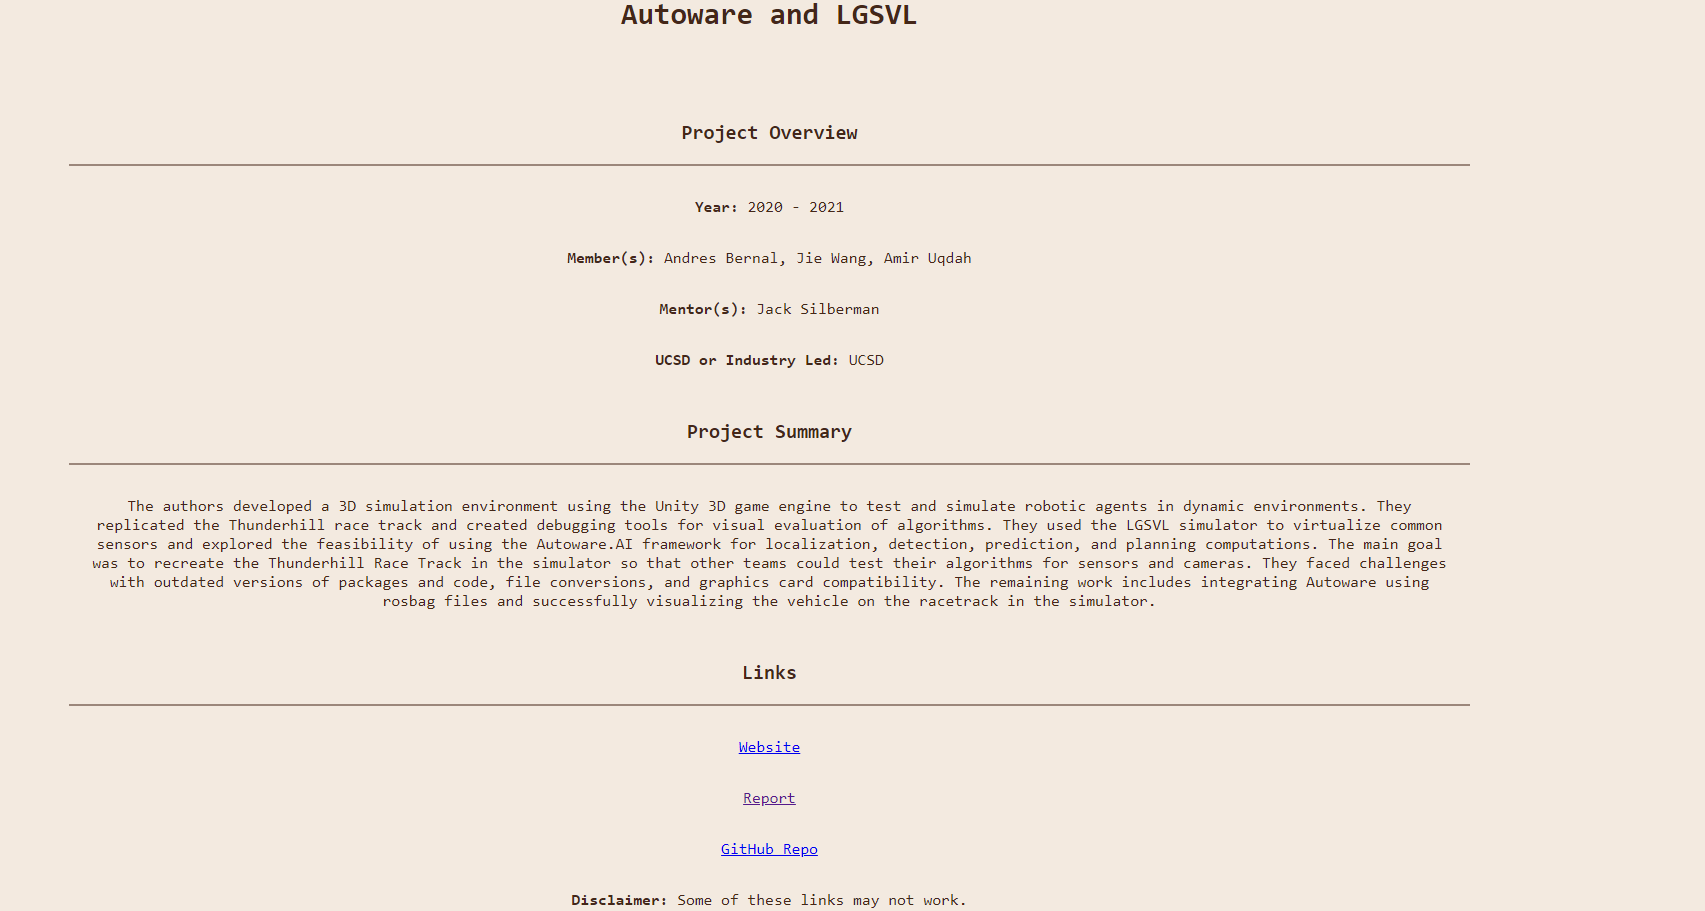 Autoware and LGSVL
Project Overview
Year: 2020 - 2021
Member(s): Andres Bernal, Jie Wang, Amir Uqdah
Mentor(s): Jack Silberman
UCSD or Industry Led: UCSD
Project Summary
The authors developed a 3D simulation environment using the Unity 3D game engine to test and simulate robotic agents in dynamic environments. They
replicated the Thunderhill race track and created debugging tools for visual evaluation of algorithms. They used the LGSVL simulator to virtualize common
sensors and explored the feasibility of using the Autoware.AI framework for localization, detection, prediction, and planning computations. The main goal
was to recreate the Thunderhill Race Track in the simulator so that other teams could test their algorithms for sensors and cameras. They faced challenges
with outdated versions of packages and code, file conversions, and graphics card compatibility. The remaining work includes integrating Autoware using
rosbag files and successfully visualizing the vehicle on the racetrack in the simulator.
Links
Website
Report
GitHub Repo
Disclaimer: Some of these links may not work.